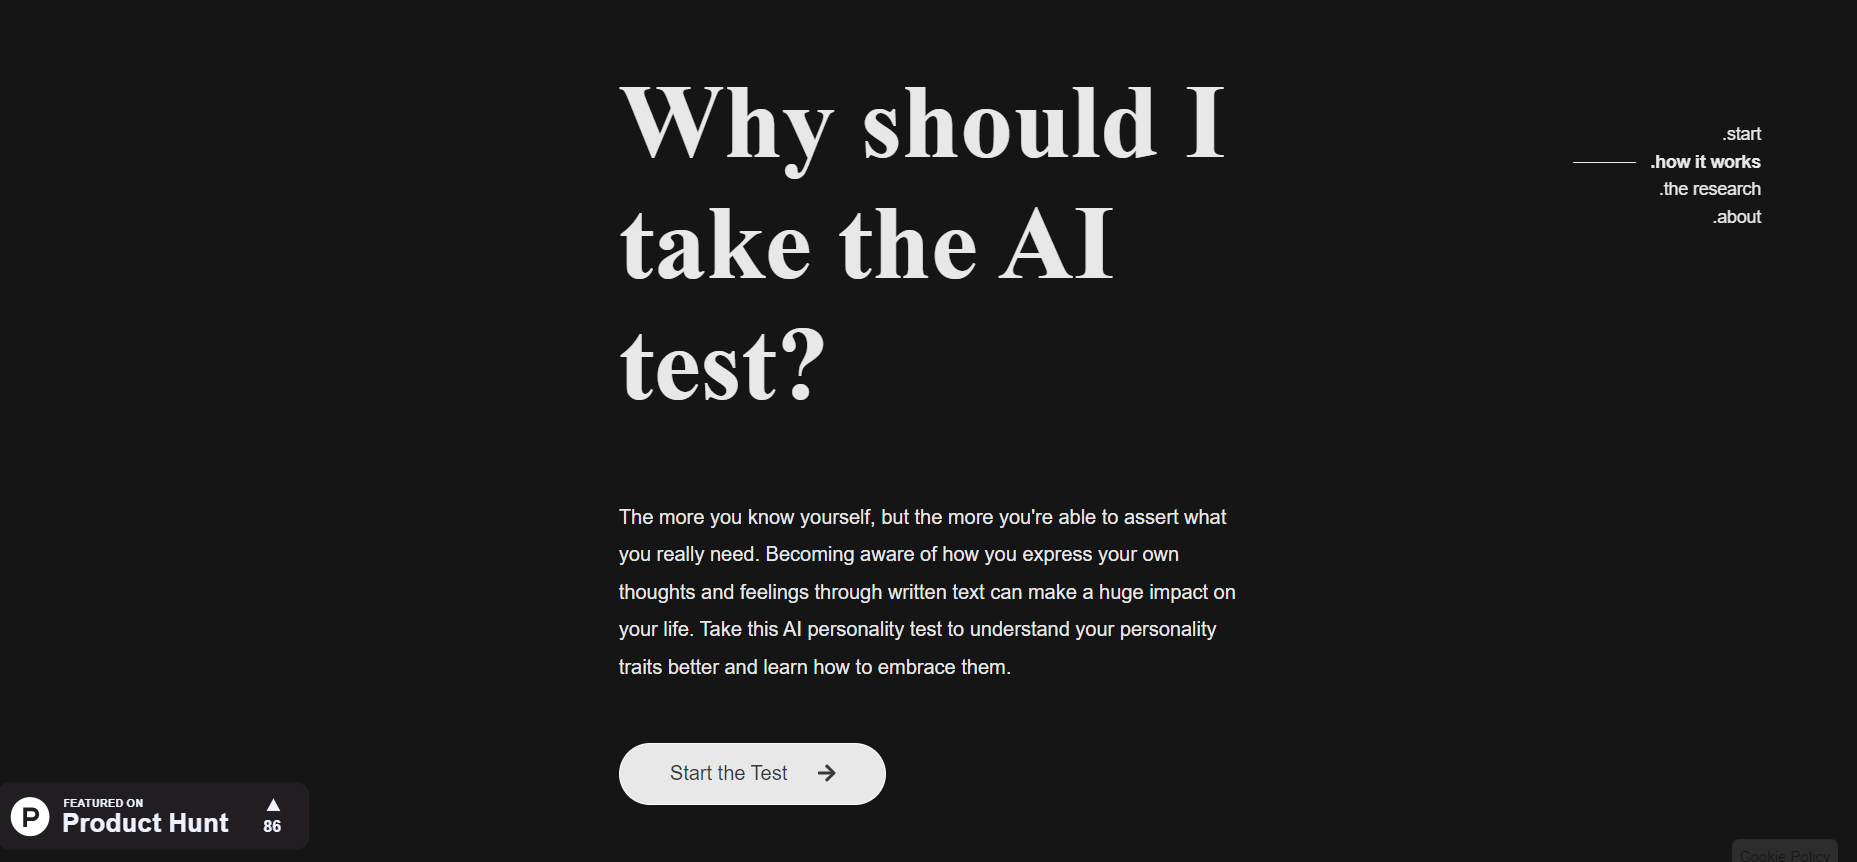 Why should I
take the AI
test?
.start
.how it works
.the research
.about
The more you know yourself, but the more you're able to assert what
you really need. Becoming aware of how you express your own
thoughts and feelings through written text can make a huge impact on
your life. Take this AI personality test to understand your personality
traits better and learn how to embrace them.
Start the Test
FEATURED ON
Product Hunt
86
Cookie Policy